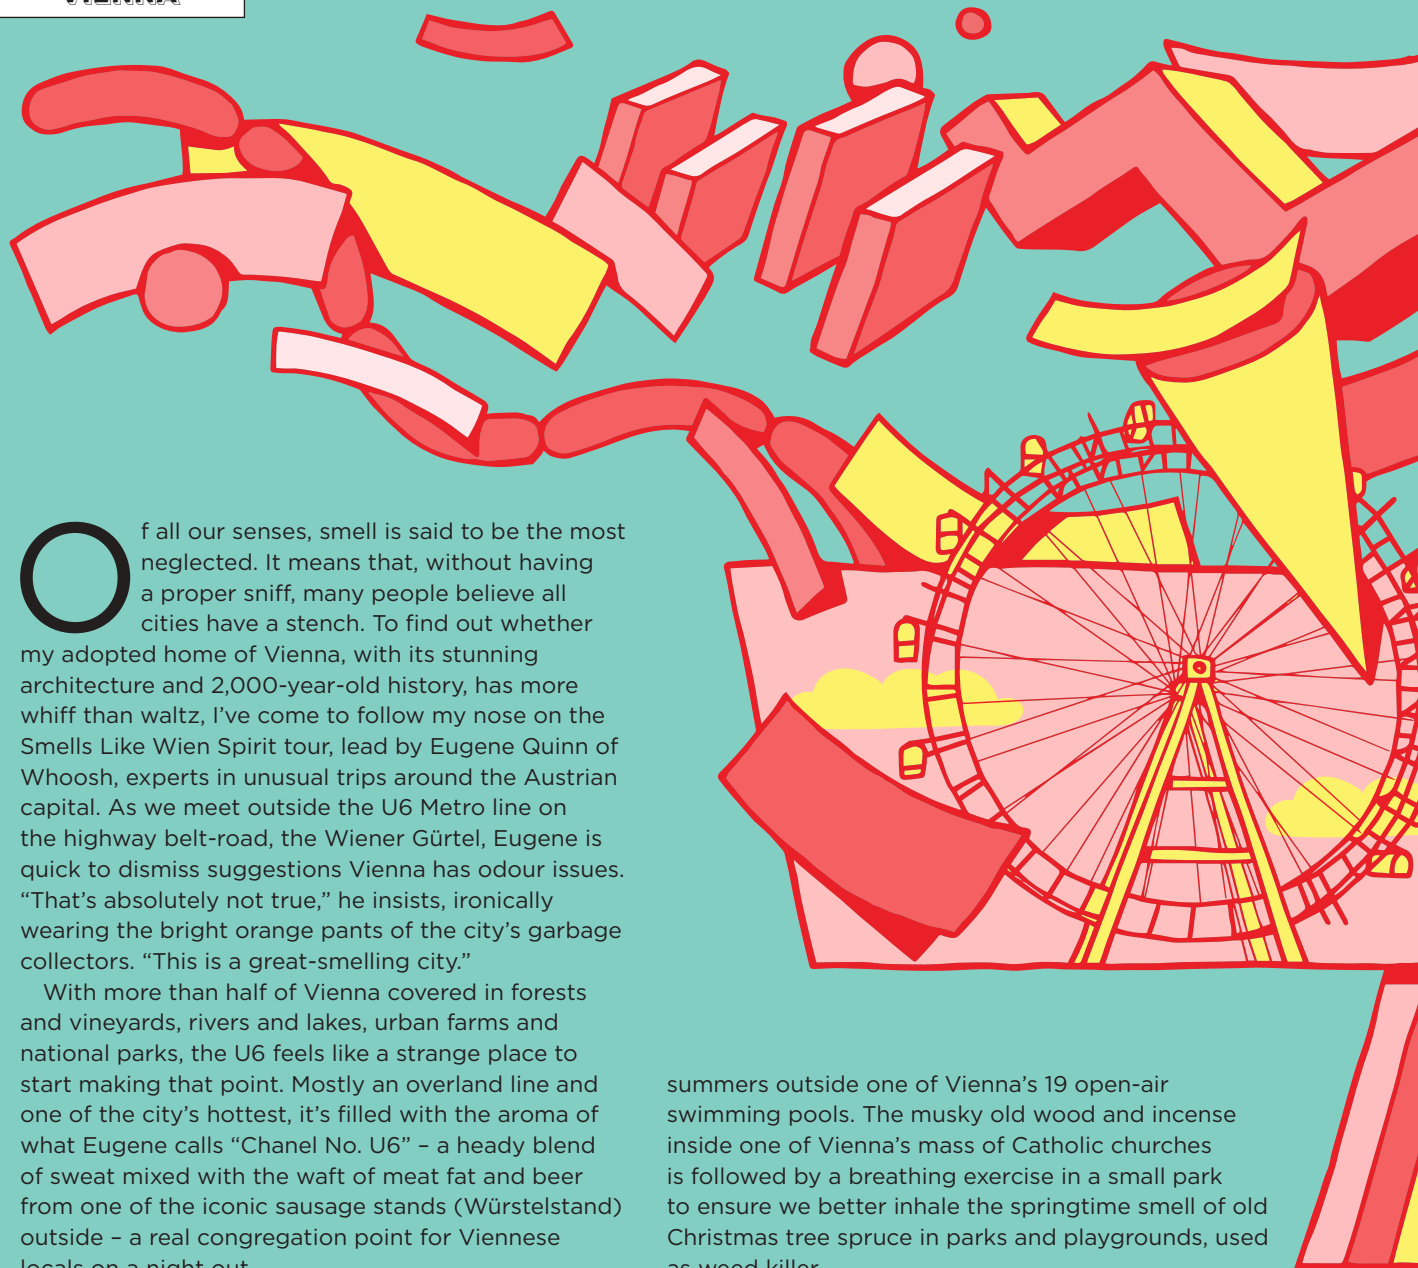 VIENNA
Of all our senses, smell is said to be the most
neglected. It means that, without having
a proper sniff, many people believe all
cities have a stench. To find out whether
my adopted home of Vienna, with its stunning
architecture and 2,000-year-old history, has more
whiff than waltz, I’ve come to follow my nose on the
Smells Like Wien Spirit tour, lead by Eugene Quinn of
Whoosh, experts in unusual trips around the Austrian
capital. As we meet outside the U6 Metro line on
the highway belt-road, the Wiener Gürtel, Eugene is
quick to dismiss suggestions Vienna has odour issues.
“That’s absolutely not true,” he insists, ironically
wearing the bright orange pants of the city’s garbage
collectors. “This is a great-smelling city.”
With more than half of Vienna covered in forests
and vineyards, rivers and lakes, urban farms and
national parks, the U6 feels like a strange place to
start making that point. Mostly an overland line and
one of the city’s hottest, it’s filled with the aroma of
what Eugene calls “Chanel No. U6” – a heady blend
of sweat mixed with the waft of meat fat and beer
from one of the iconic sausage stands (Würstelstand)
outside – a real congregation point for Viennese
locals on a night out.
summers outside one of Vienna’s 19 open-air
swimming pools. The musky old wood and incense
inside one of Vienna’s mass of Catholic churches
is followed by a breathing exercise in a small park
to ensure we better inhale the springtime smell of old
Christmas tree spruce in parks and playgrounds, used
as weed killer.